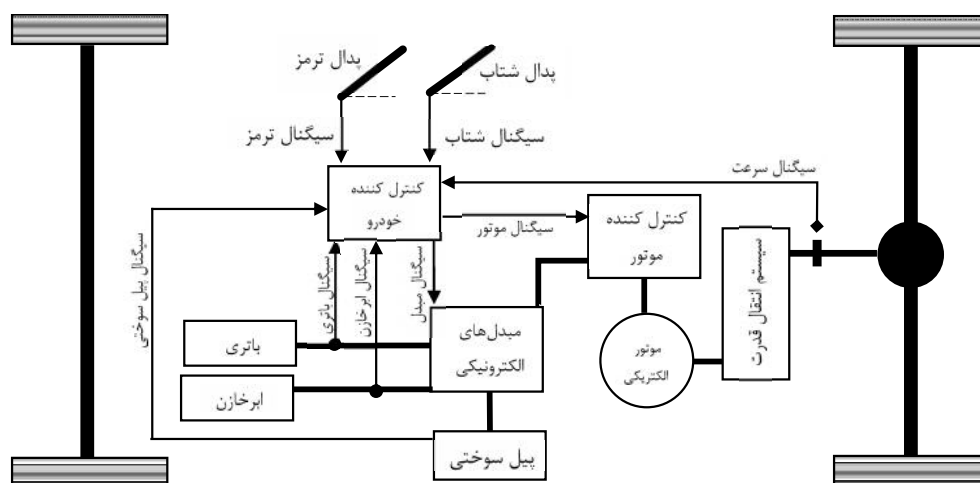 پدال ترمز
پدال شتاب
سیگنال ترمز
سیگنال شتاب
سیگنال سرعت
کنترل کننده
خودرو
سیگنال موتور
کنترل کننده
موتور
سیستم انتقال قدرت
سیگنال پیل سوختی
سیگنال باتری
سیگنال ابرخازن
سیگنال مبدل
باتری
مبدل‌های
الکترونیکی
موتور
الکتریکی
ابرخازن
پیل سوختی